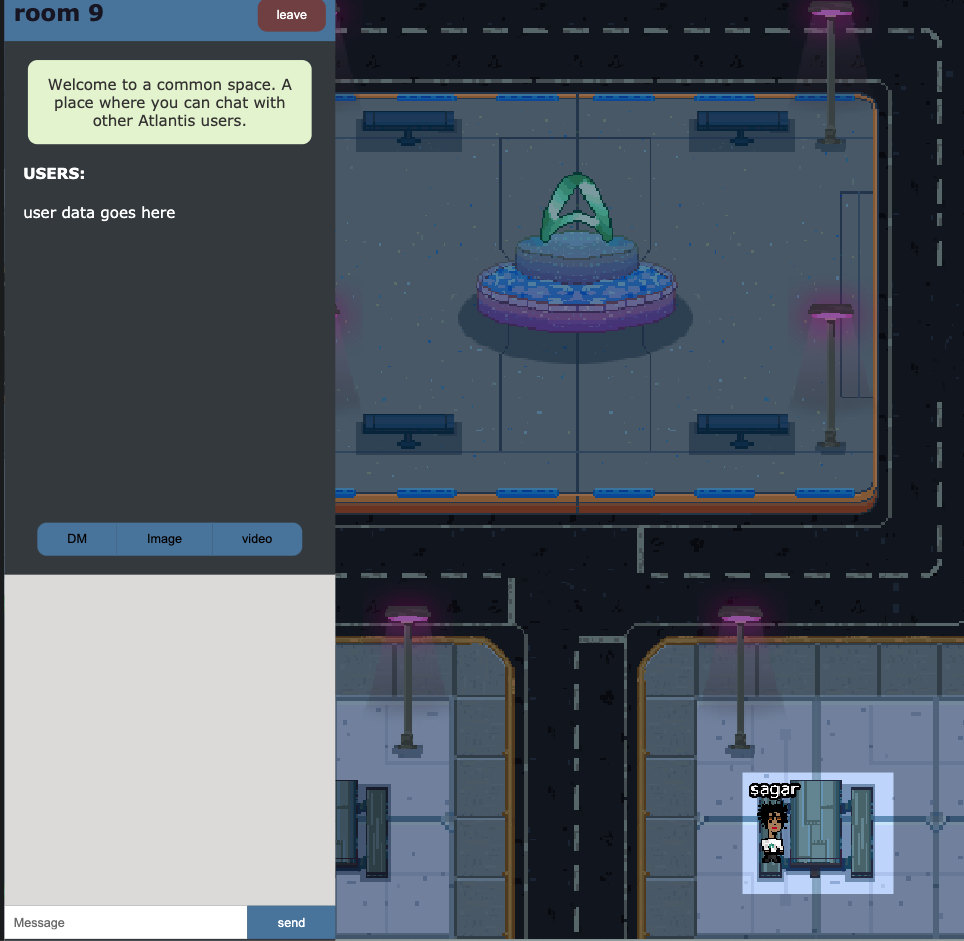 room 9
leave
Welcome to a common space. A
place where you can chat with
other Atlantis users.
USERS:
user data goes here
DM
Image
video
sagar
Message
send